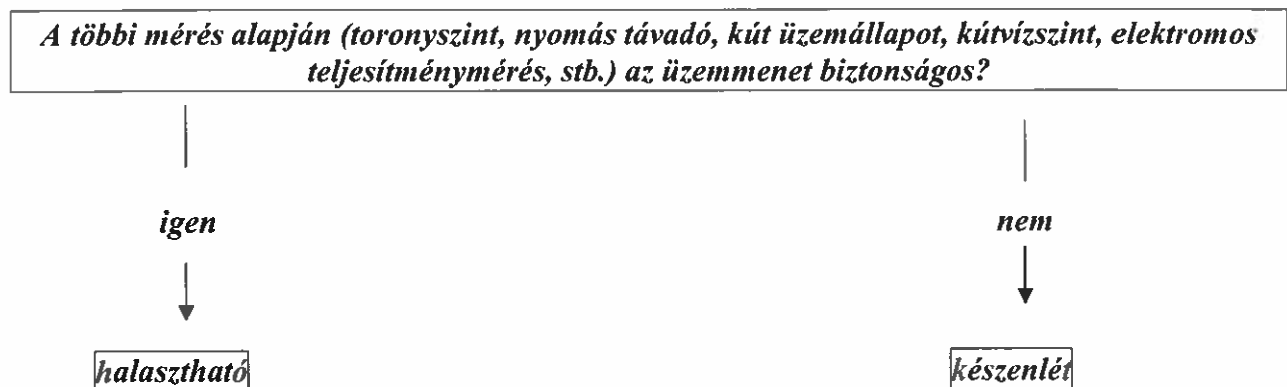 A többi mérés alapján (toronyszint, nyomás távadó, kút üzemállapot, kútvízszint, elektromos
teljesítménymérés, stb.) az üzemmenet biztonságos?
igen
nem
halasztható
készenlét